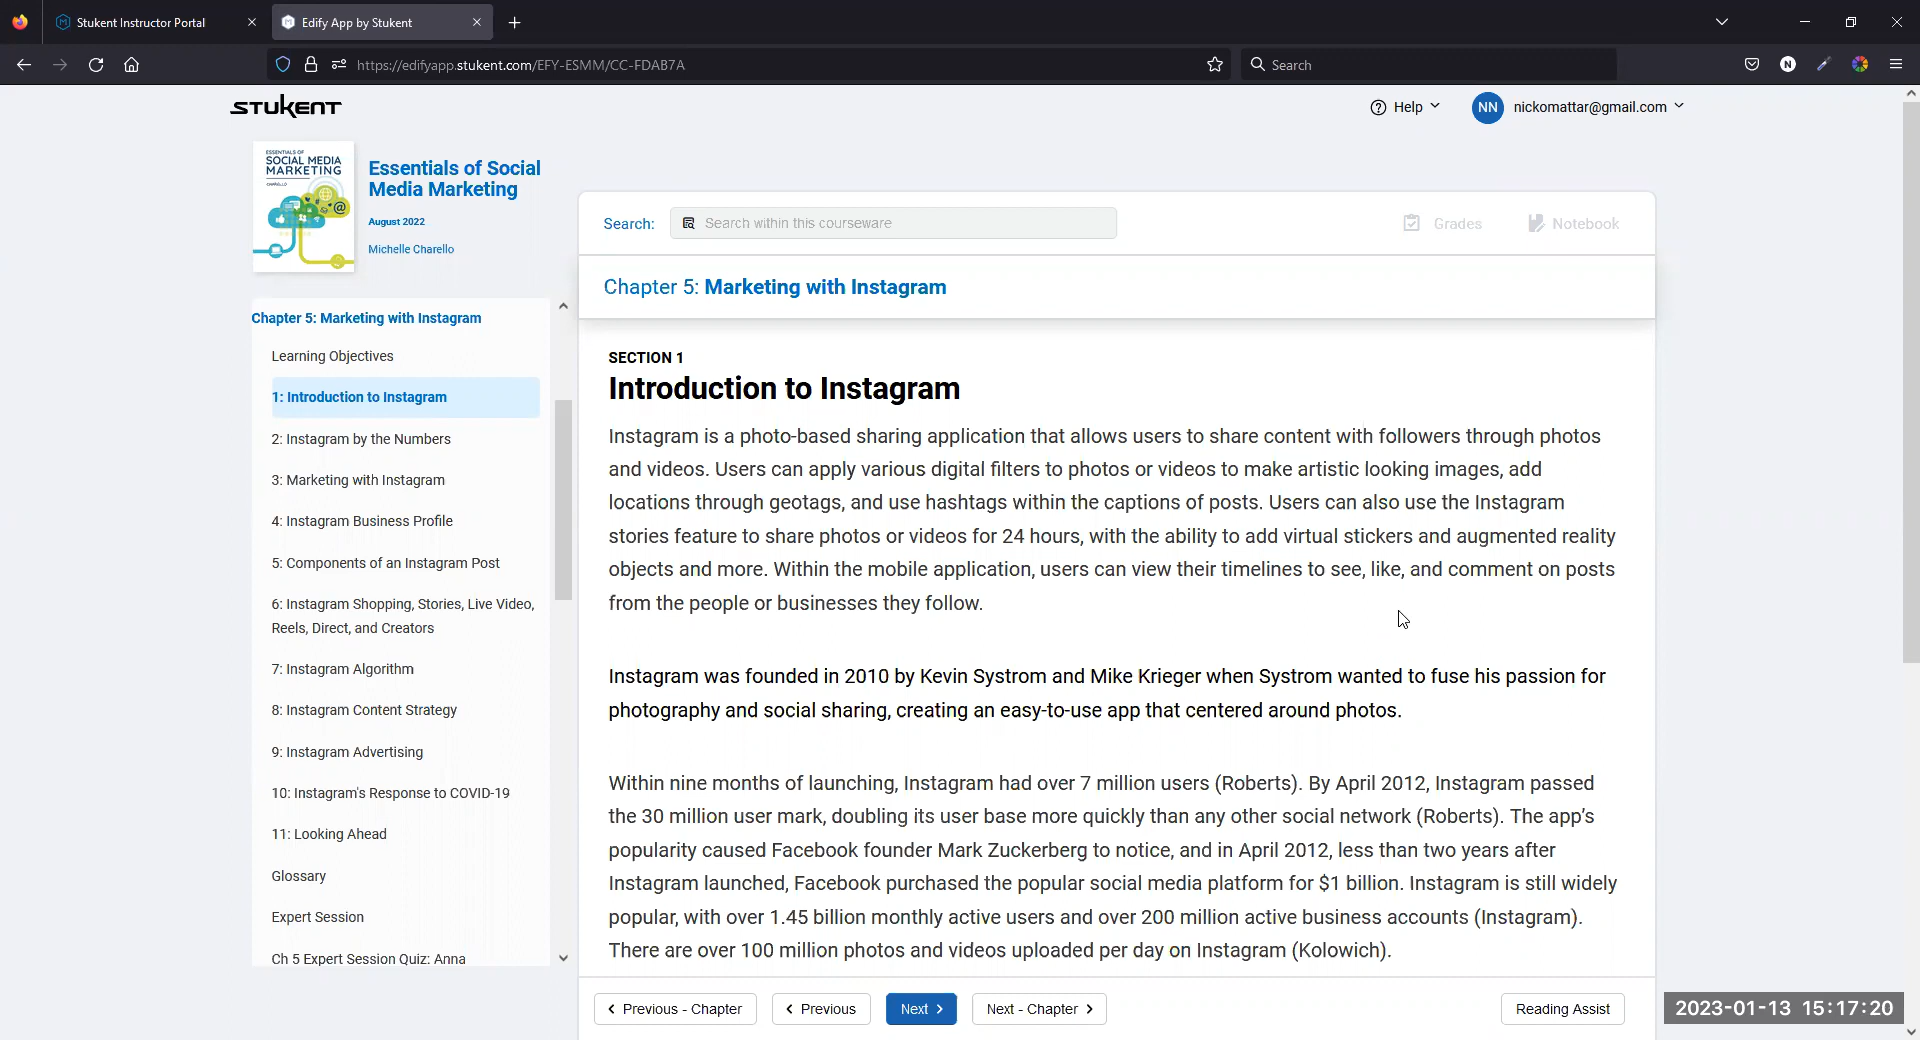 Stukent Instructor Portal
Edify App by Stukent
https://edifyapp.stukent.com/EFY-ESMM/CC-FDAB7A
Search
N
STUKENT
Help
NN
nickomattar@gmail.com
ESSENTIALS OF
SOCIAL MEDIA
MARKETING
CHARELLO
Essentials of Social
Media Marketing
August 2022
Michelle Charello
Search:
Search within this courseware
Grades
Notebook
Chapter 5: Marketing with Instagram
Chapter 5: Marketing with Instagram
Learning Objectives
1: Introduction to Instagram
2: Instagram by the Numbers
3: Marketing with Instagram
4: Instagram Business Profile
5: Components of an Instagram Post
6: Instagram Shopping, Stories, Live Video,
Reels, Direct, and Creators
7: Instagram Algorithm
8: Instagram Content Strategy
9: Instagram Advertising
10: Instagram's Response to COVID-19
11: Looking Ahead
Glossary
Expert Session
Ch 5 Expert Session Quiz: Anna
SECTION 1
Introduction to Instagram
Instagram is a photo-based sharing application that allows users to share content with followers through photos
and videos. Users can apply various digital filters to photos or videos to make artistic looking images, add
locations through geotags, and use hashtags within the captions of posts. Users can also use the Instagram
stories feature to share photos or videos for 24 hours, with the ability to add virtual stickers and augmented reality
objects and more. Within the mobile application, users can view their timelines to see, like, and comment on posts
from the people or businesses they follow.
Instagram was founded in 2010 by Kevin Systrom and Mike Krieger when Systrom wanted to fuse his passion for
photography and social sharing, creating an easy-to-use app that centered around photos.
Within nine months of launching, Instagram had over 7 million users (Roberts). By April 2012, Instagram passed
the 30 million user mark, doubling its user base more quickly than any other social network (Roberts). The app's
popularity caused Facebook founder Mark Zuckerberg to notice, and in April 2012, less than two years after
Instagram launched, Facebook purchased the popular social media platform for $1 billion. Instagram is still widely
popular, with over 1.45 billion monthly active users and over 200 million active business accounts (Instagram).
There are over 100 million photos and videos uploaded per day on Instagram (Kolowich).
Previous - Chapter
Previous
Next
Next - Chapter
Reading Assist
2023-01-13 15:17:20